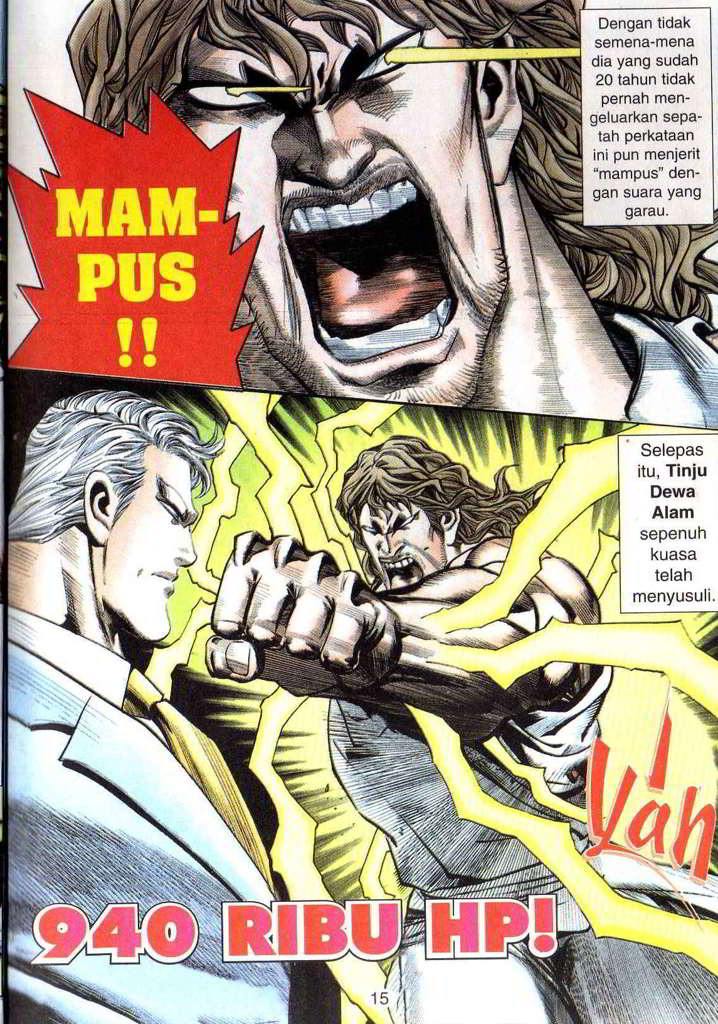 Dengan tidak
semena-mena
dia yang sudah
20 tahun tidak
pernah men-
geluarkan sepa-
tah perkataan
ini pun menjerit
"mampus" den-
gan suara yang
garau.
MAM-
PUS
!!
Selepas
itu, Tinju
Dewa
Alam
sepenuh
kuasa
telah
menyusuli.
Yah
940 RIBU HP!
15